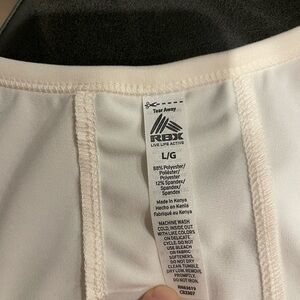 Tear Away
RBX
LIVE LIFE ACTIVE
L/G
88% Polyester/
Poliéster/
Polyester
12% Spandex/
Spandex/
Spandex
Made in Kenya
Hecho en Kenia
Fabriqué au Kenya
MACHINE WASH
COLD, INSIDE OUT
WITH LIKE COLORS
ON DELICATE
CYCLE. DO NOT
USE BLEACH
OR FABRIC
SOFTENERS.
DO NOT DRY
CLEAN. TUMBLE
DRY LOW. REMOVE
PROMPTLY.
DO NOT IRON.